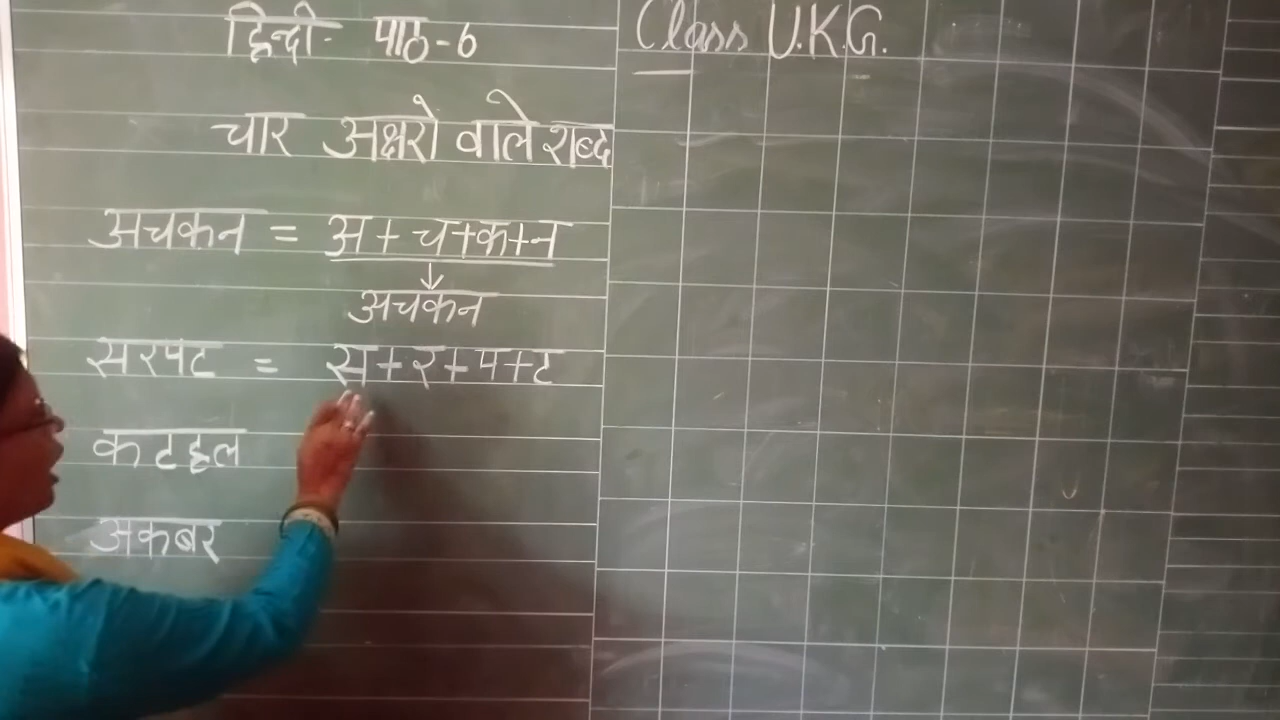 हिन्दी- पाठ-6
Class U.K.G.
चार अक्षरो वाले शब्द
अचकन = अ+च+क+न
अचकन
सरपट = स+र+प+ट
कटहल
अकबर